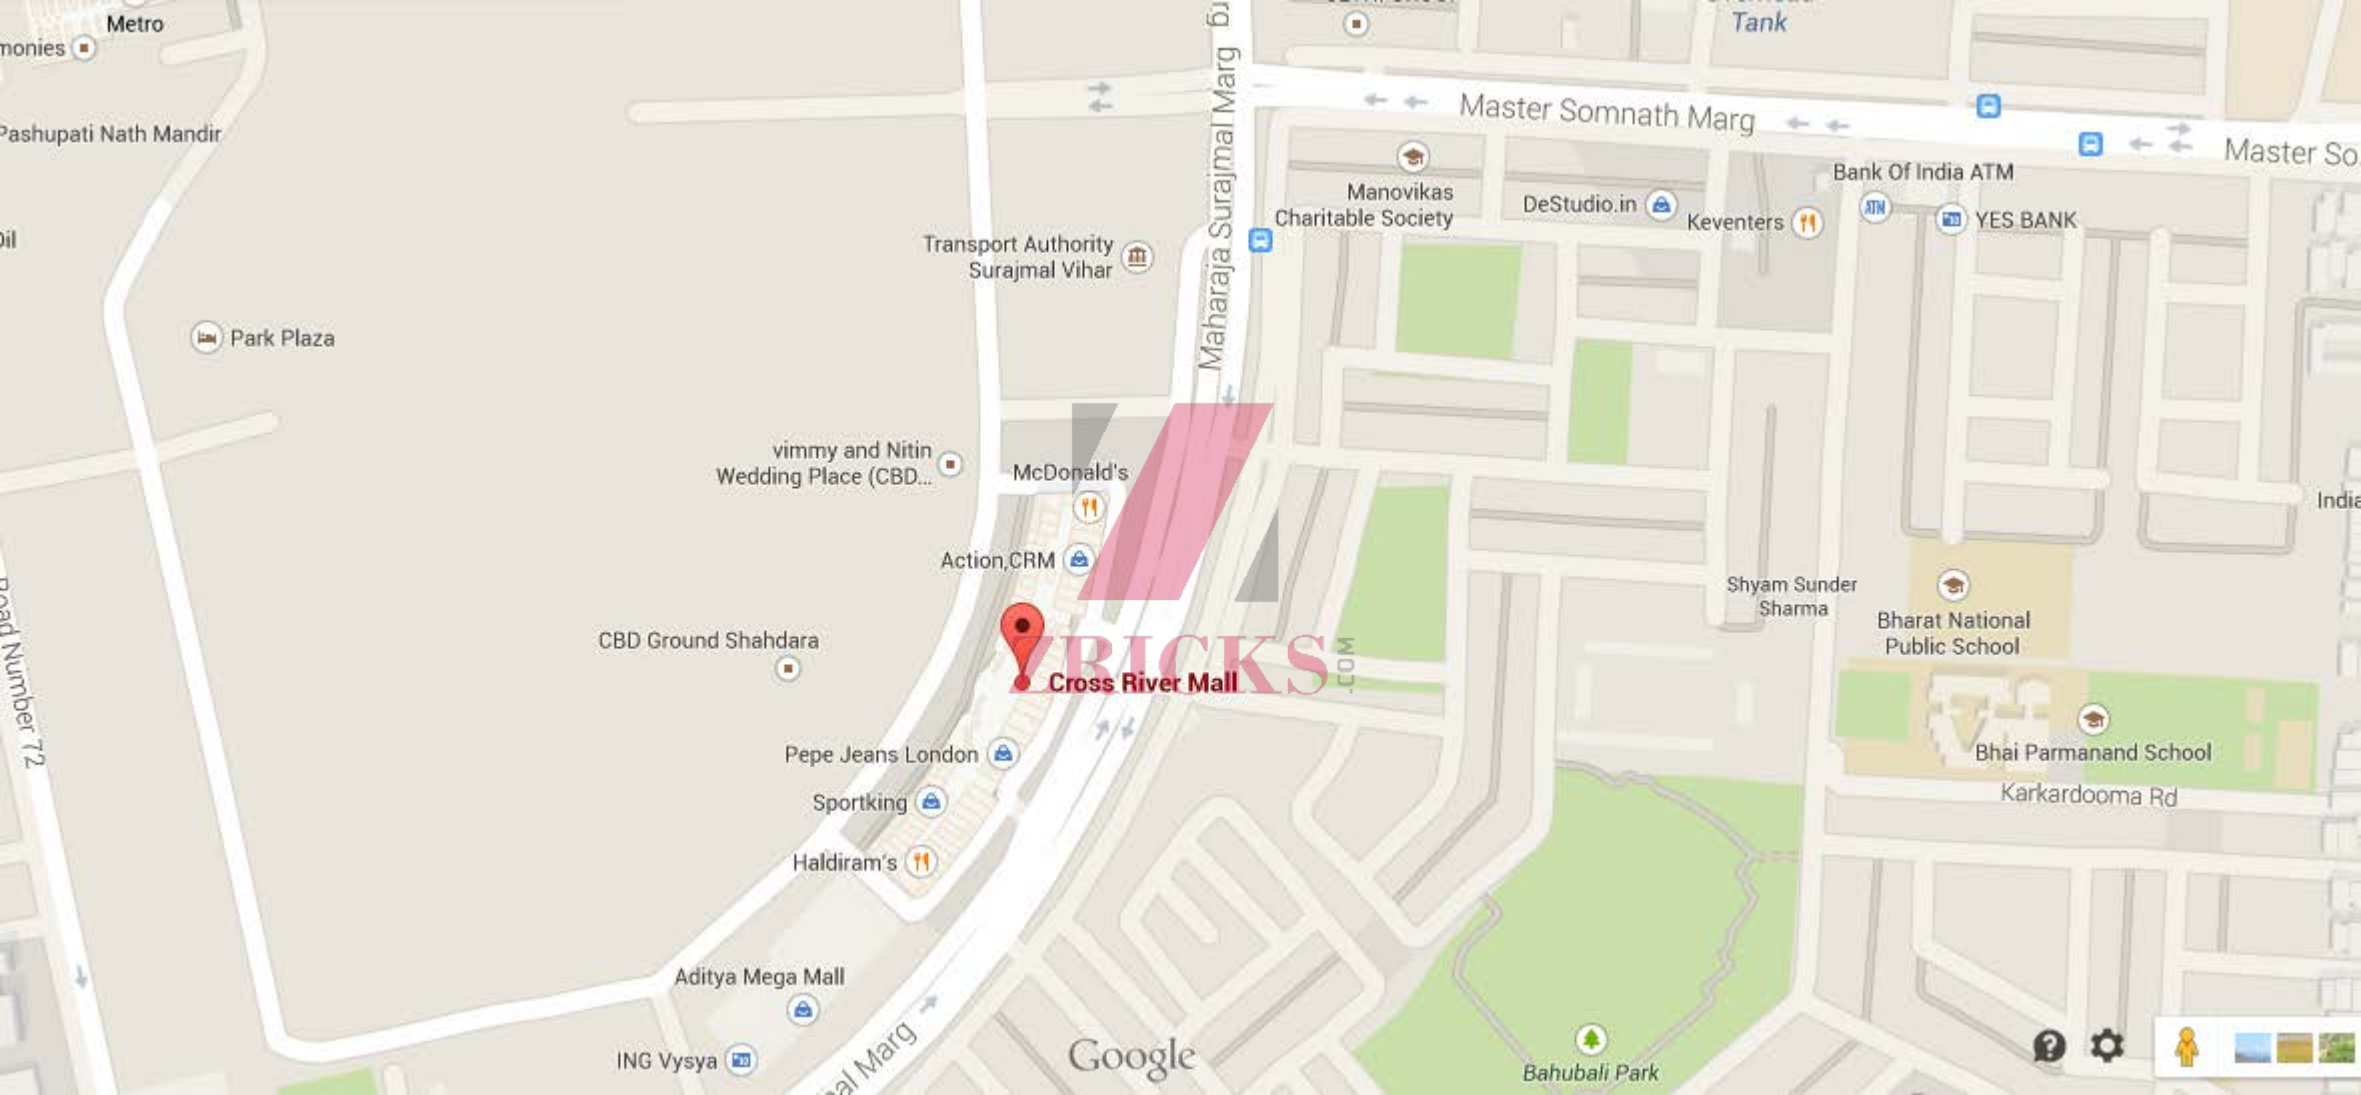 Metro
monies
Tank
Pashupati Nath Mandir
Maharaja Surajmal Marg
Master Somnath Marg
Master So
Manovikas
Charitable Society
DeStudio.in
Keventers
Bank Of India ATM
ATM
YES BANK
Transport Authority
Surajmal Vihar
Park Plaza
vimmy and Nitin
Wedding Place (CBD...
McDonald's
Action,CRM
India
Shyam Sunder
Sharma
Bharat National
Public School
CBD Ground Shahdara
ZRICKS
.COM
Cross River Mall
Road Number 72
Pepe Jeans London
Bhai Parmanand School
Karkardooma Rd
Sportking
Haldiram's
Aditya Mega Mall
ING Vysya
al Marg
Google
Bahubali Park